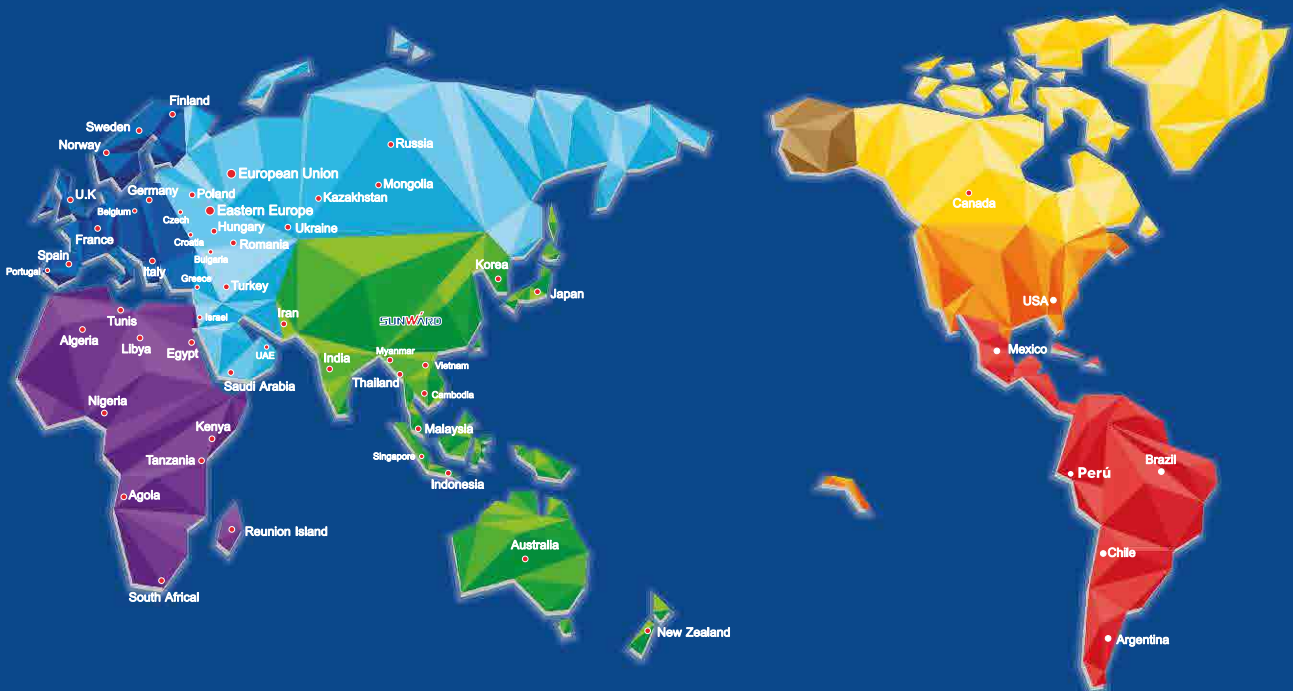 Finland
Sweden
Norway
Russia
European Union
Mongolia
U.K
Germany
Poland
Kazakhstan
Belgium
Czech
Eastern Europe
Hungary
Ukraine
France
Croatia
Romania
Spain
Bulgaria
Portugal
Italy
Greece
Turkey
Korea
Japan
Israel
Iran
SUNWARD
Tunis
Algeria
Libya
Egypt
UAE
India
Myanmar
Vietnam
Saudi Arabia
Thailand
Cambodia
Nigeria
Kenya
Malaysia
Tanzania
Singapore
Indonesia
Agola
Reunion Island
Australia
South Africal
New Zealand
Canada
USA
Mexico
Brazil
Perú
Chile
Argentina